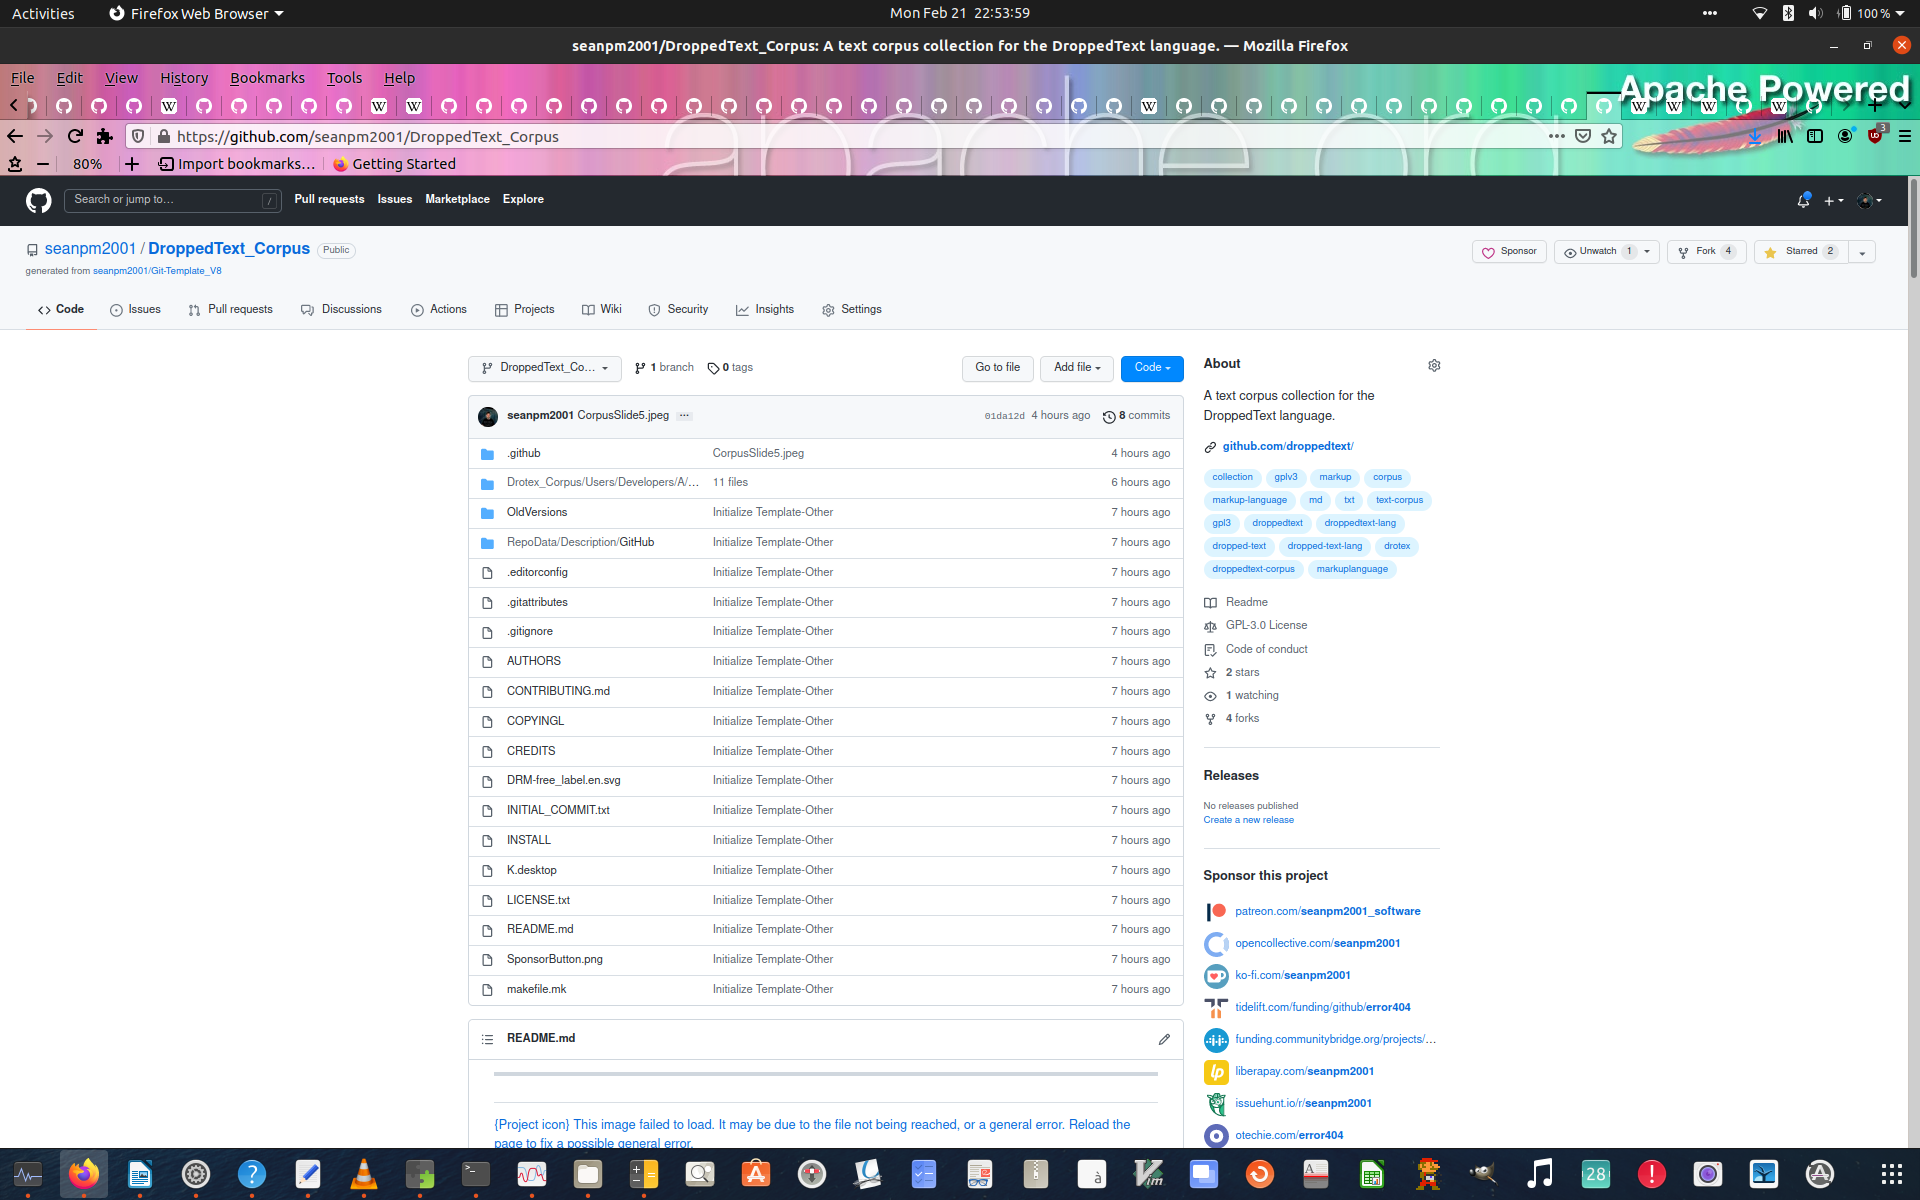 Activities
Firefox Web Browser
Mon Feb 21 22:53:59
100 %
seanpm2001/DroppedText_Corpus: A text corpus collection for the DroppedText language. — Mozilla Firefox
File Edit View History Bookmarks Tools Help
Apache Powered
https://github.com/seanpm2001/DroppedText_Corpus
3
80%
Import bookmarks...
Getting Started
Search or jump to...
/
Pull requests Issues Marketplace Explore
seanpm2001 / DroppedText_Corpus Public
generated from seanpm2001/Git-Template_V8
Sponsor
Unwatch 1
Fork 4
Starred 2
Code Issues Pull requests Discussions Actions Projects Wiki Security Insights Settings
DroppedText_Co...
1 branch
0 tags
Go to file
Add file
Code
seanpm2001 CorpusSlide5.jpeg ...
01da12d 4 hours ago 8 commits
.github CorpusSlide5.jpeg 4 hours ago
Drotex_Corpus/Users/Developers/A/... 11 files 6 hours ago
OldVersions Initialize Template-Other 7 hours ago
RepoData/Description/GitHub Initialize Template-Other 7 hours ago
.editorconfig Initialize Template-Other 7 hours ago
.gitattributes Initialize Template-Other 7 hours ago
.gitignore Initialize Template-Other 7 hours ago
AUTHORS Initialize Template-Other 7 hours ago
CONTRIBUTING.md Initialize Template-Other 7 hours ago
COPYINGL Initialize Template-Other 7 hours ago
CREDITS Initialize Template-Other 7 hours ago
DRM-free_label.en.svg Initialize Template-Other 7 hours ago
INITIAL_COMMIT.txt Initialize Template-Other 7 hours ago
INSTALL Initialize Template-Other 7 hours ago
K.desktop Initialize Template-Other 7 hours ago
LICENSE.txt Initialize Template-Other 7 hours ago
README.md Initialize Template-Other 7 hours ago
SponsorButton.png Initialize Template-Other 7 hours ago
makefile.mk Initialize Template-Other 7 hours ago
README.md
{Project icon} This image failed to load. It may be due to the file not being reached, or a general error. Reload the
page to fix a possible general error.
About
A text corpus collection for the
DroppedText language.
github.com/droppedtext/
collection gplv3 markup corpus
markup-language md txt text-corpus
gpl3 droppedtext droppedtext-lang
dropped-text dropped-text-lang drotex
droppedtext-corpus markuplanguage
Readme
GPL-3.0 License
Code of conduct
2 stars
1 watching
4 forks
Releases
No releases published
Create a new release
Sponsor this project
patreon.com/seanpm2001_software
opencollective.com/seanpm2001
ko-fi.com/seanpm2001
tidelift.com/funding/github/error404
funding.communitybridge.org/projects/...
liberapay.com/seanpm2001
issuehunt.io/r/seanpm2001
otechie.com/error404
28